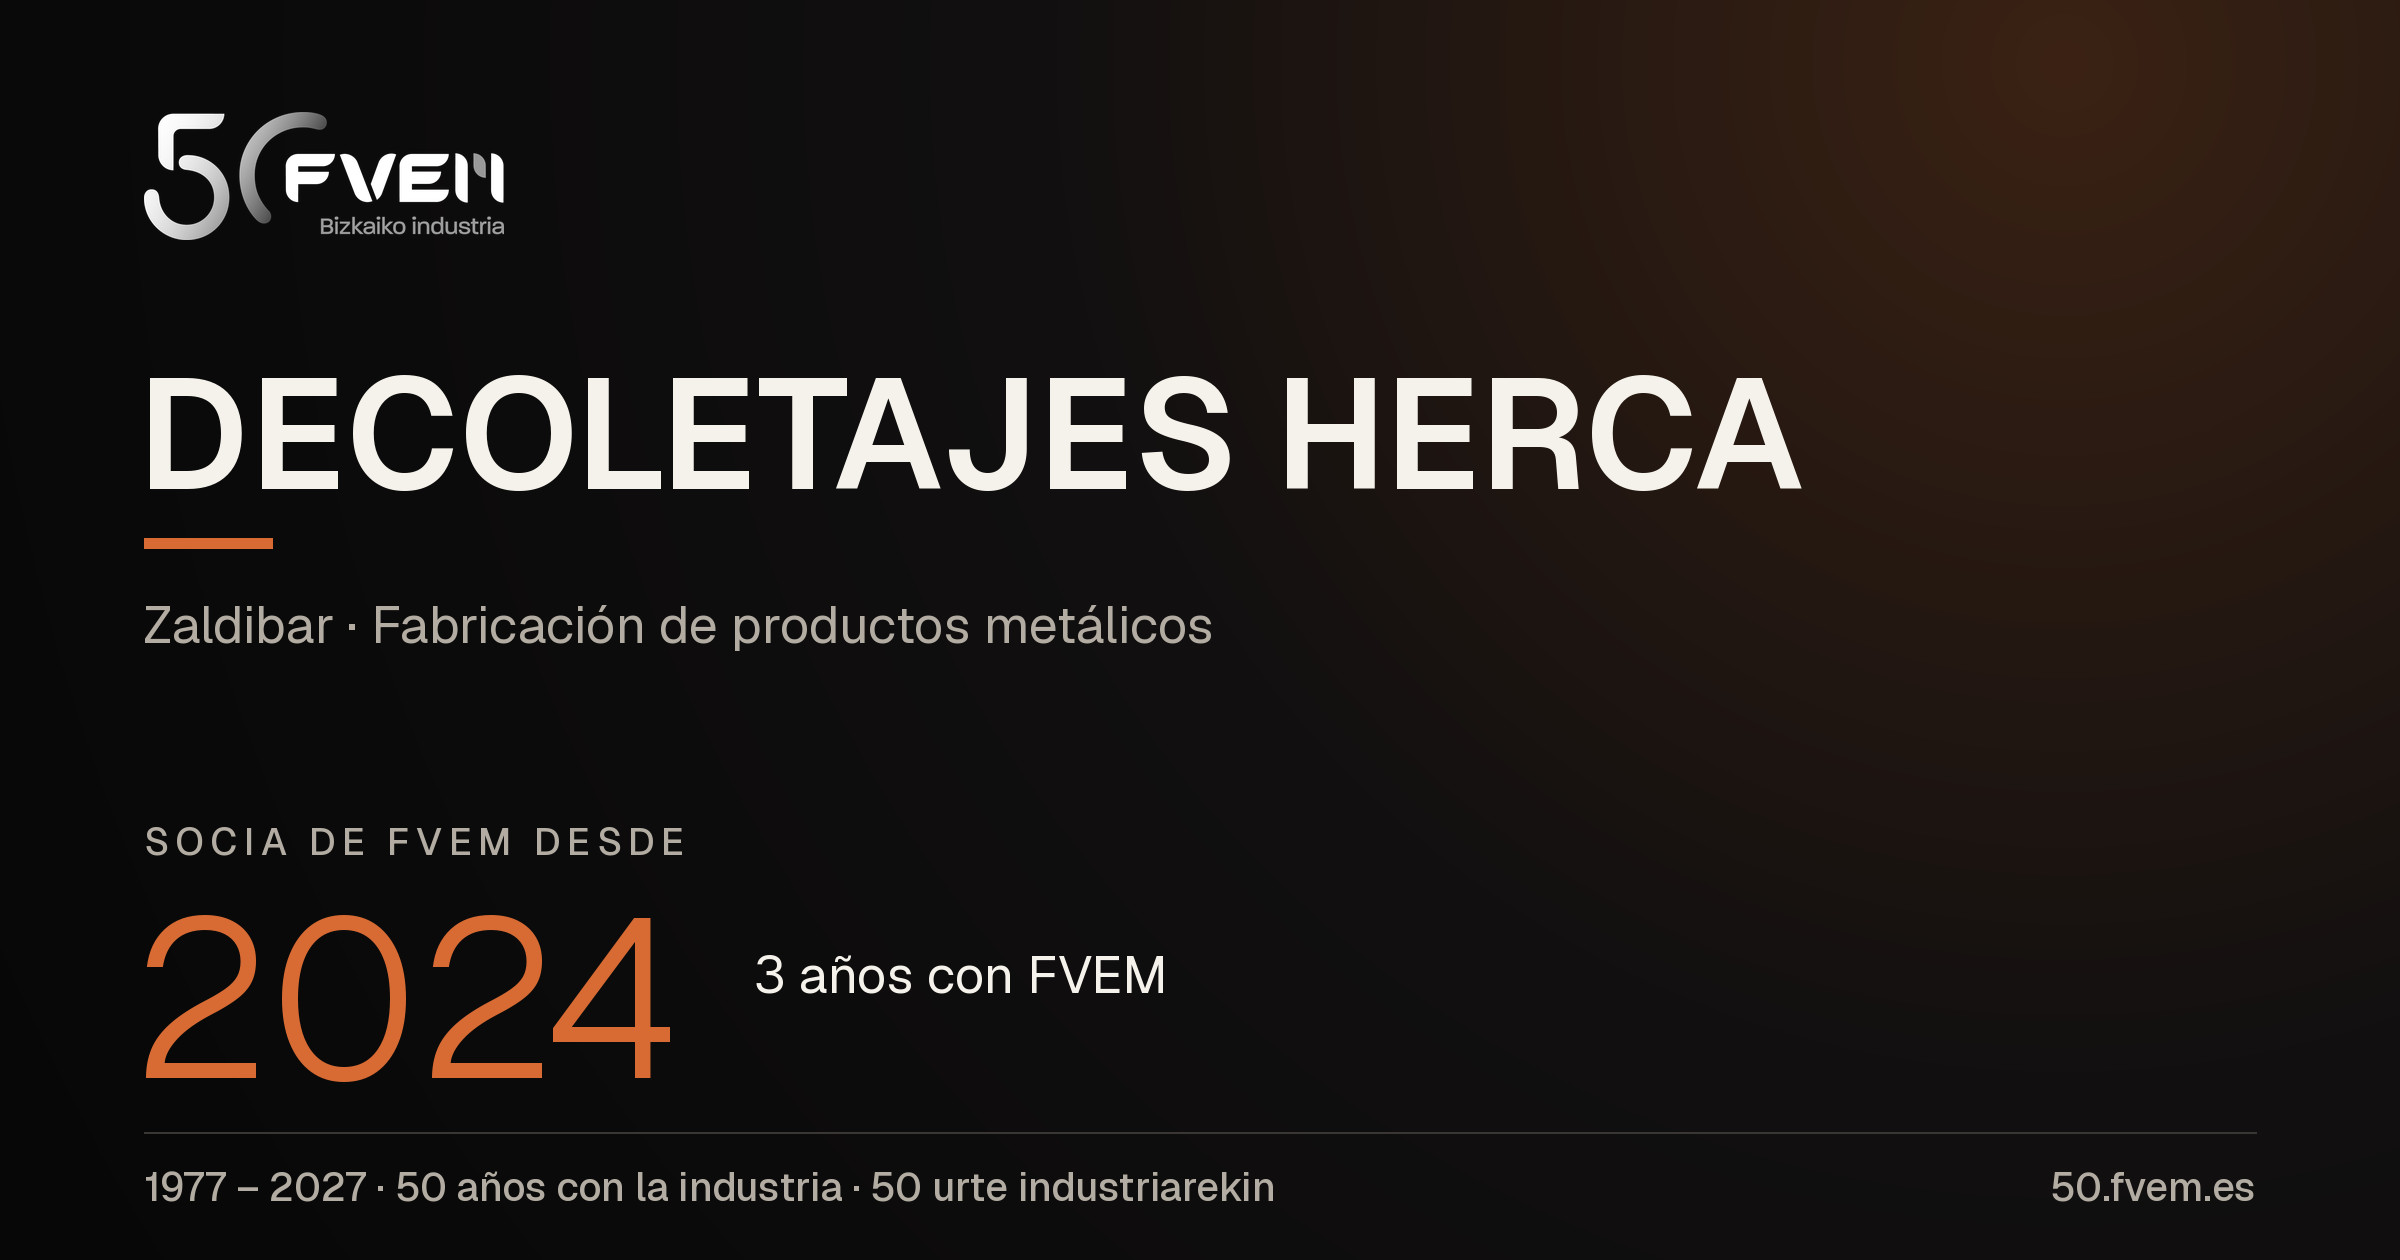 50 FVEM
Bizkaiko industria
DECOLETAJES HERCA
Zaldibar · Fabricación de productos metálicos
SOCIA DE FVEM DESDE
2024
3 años con FVEM
1977 – 2027 · 50 años con la industria · 50 urte industriarekin
50.fvem.es